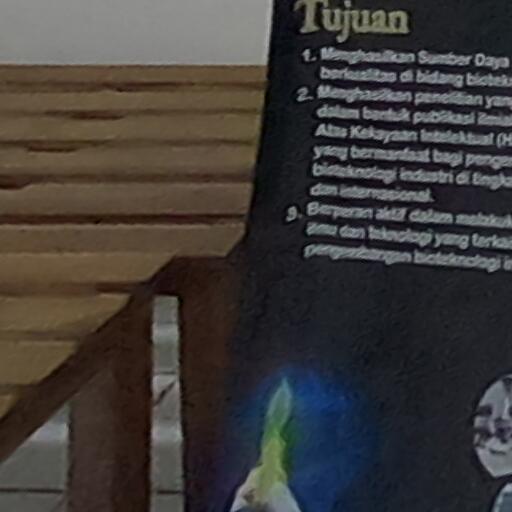 Tujuan
1. Menghasilkan Sumber Daya
berkualitas di bidang biotek
2. Menghasilkan penelitian yang
dalam bentuk publikasi ilmia
Atas Kekayaan Intelektual (H
yang bermanfaat bagi penge
bioteknologi industri di tingk
dan internasional.
3. Berperan aktif dalam
ilmu dan teknologi yang terka
pengembangan bioteknologi i